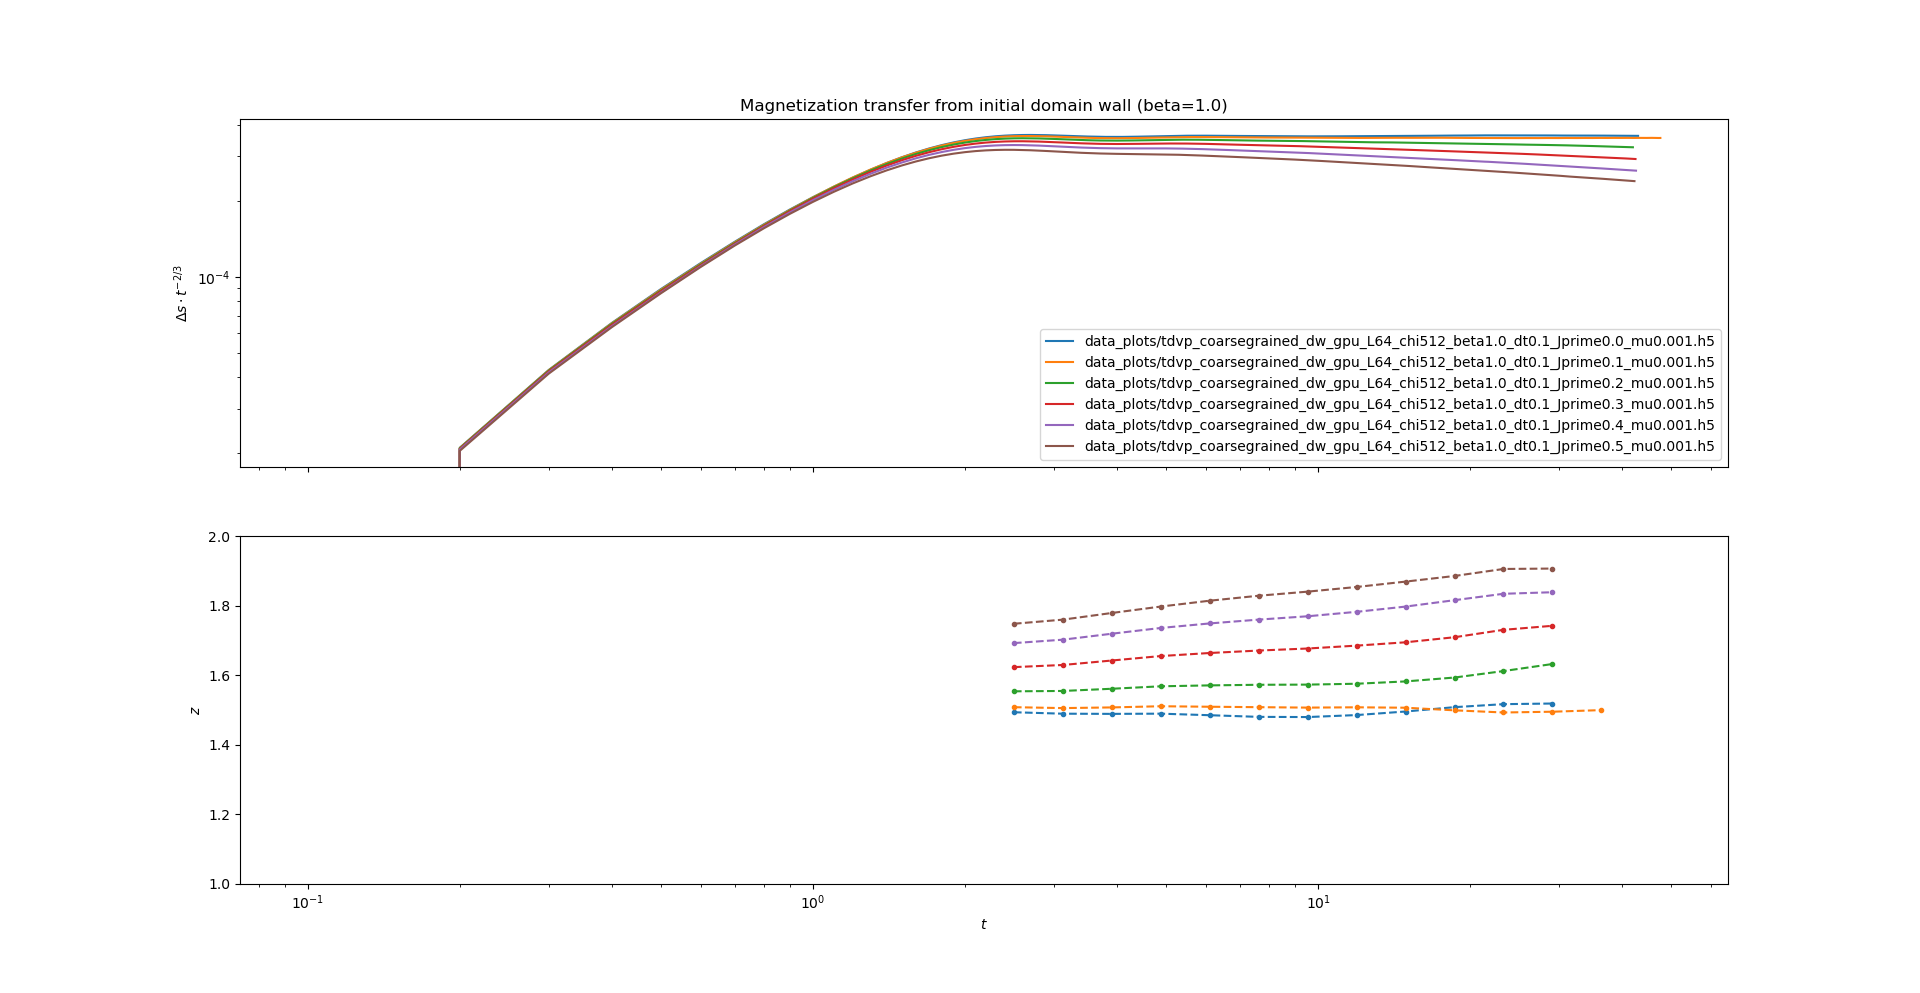 Magnetization transfer from initial domain wall (beta=1.0)
Δs · t^{-2/3}
10^{-4}
data_plots/tdvp_coarsegrained_dw_gpu_L64_chi512_beta1.0_dt0.1_Jprime0.0_mu0.001.h5
data_plots/tdvp_coarsegrained_dw_gpu_L64_chi512_beta1.0_dt0.1_Jprime0.1_mu0.001.h5
data_plots/tdvp_coarsegrained_dw_gpu_L64_chi512_beta1.0_dt0.1_Jprime0.2_mu0.001.h5
data_plots/tdvp_coarsegrained_dw_gpu_L64_chi512_beta1.0_dt0.1_Jprime0.3_mu0.001.h5
data_plots/tdvp_coarsegrained_dw_gpu_L64_chi512_beta1.0_dt0.1_Jprime0.4_mu0.001.h5
data_plots/tdvp_coarsegrained_dw_gpu_L64_chi512_beta1.0_dt0.1_Jprime0.5_mu0.001.h5
2.0
1.8
1.6
z
1.4
1.2
1.0
10^{-1} 10^{0} 10^{1}
t